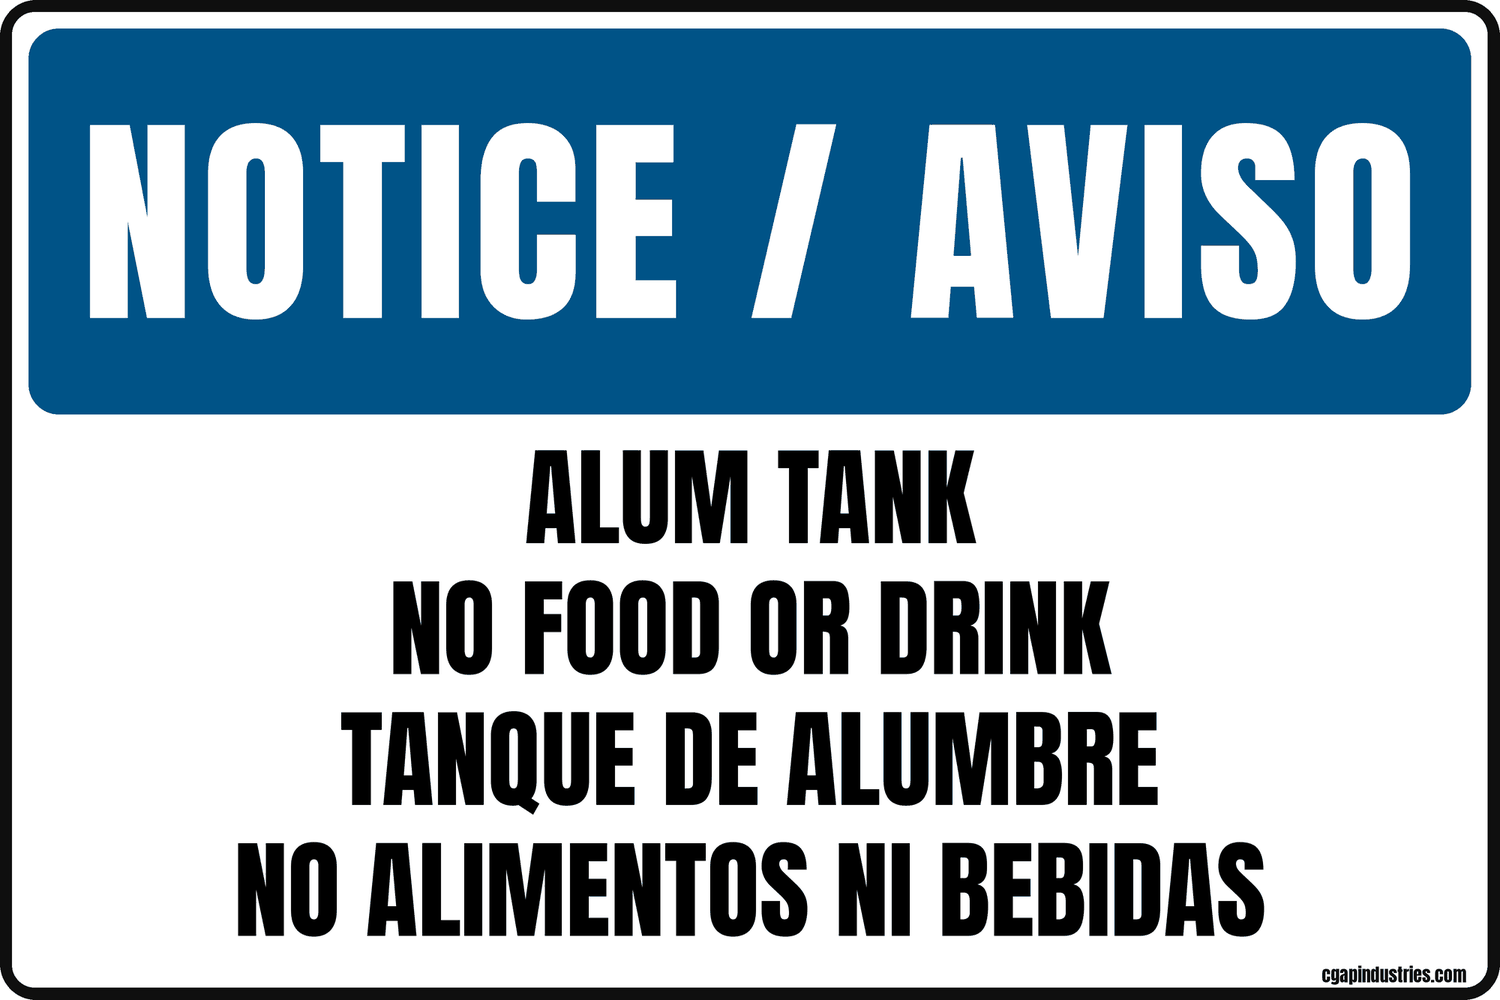 NOTICE / AVISO
ALUM TANK
NO FOOD OR DRINK
TANQUE DE ALUMBRE
NO ALIMENTOS NI BEBIDAS
cgapindustries.com